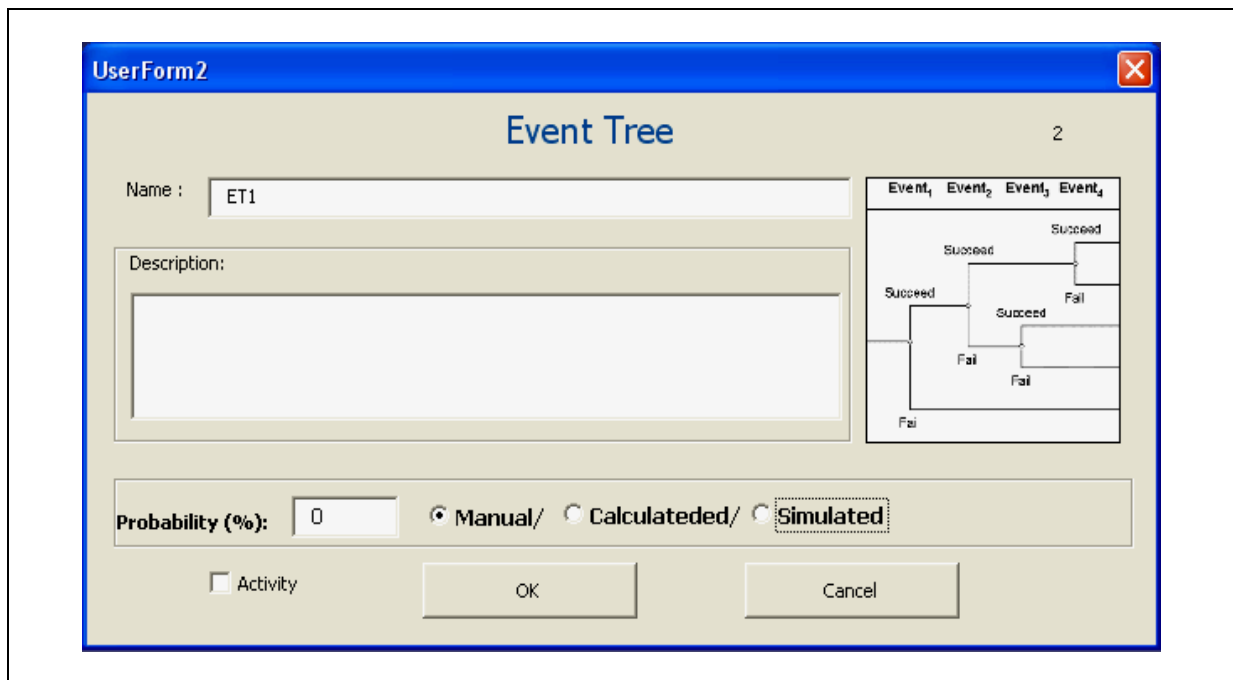 UserForm2
Event Tree
2
Name :
ET1
Event₁ Event₂ Event₃ Event₄
Succeed
Succeed
Succeed
Fail
Succeed
Fail
Fail
Fai
Description:
Probability (%): 0 Manual/ Calculateded/ Simulated
Activity
OK
Cancel